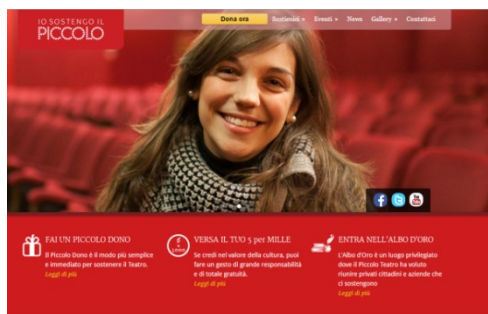 IO SOSTENGO IL
PICCOLO
Dona ora
Sostienici » Eventi » News Gallery » Contattaci
FAI UN PICCOLO DONO
Il Piccolo Dono è il modo più semplice
e immediato per sostenere il Teatro.
Leggi di più
VERSA IL TUO 5 per MILLE
Se credi nel valore della cultura, puoi
fare un gesto di grande responsabilità
e di totale gratuità.
Leggi di più
ENTRA NELL'ALBO D'ORO
L'Albo d'Oro è un luogo privilegiato
dove il Piccolo Teatro ha voluto
riunire privati cittadini e aziende che
ci sostengono
Leggi di più